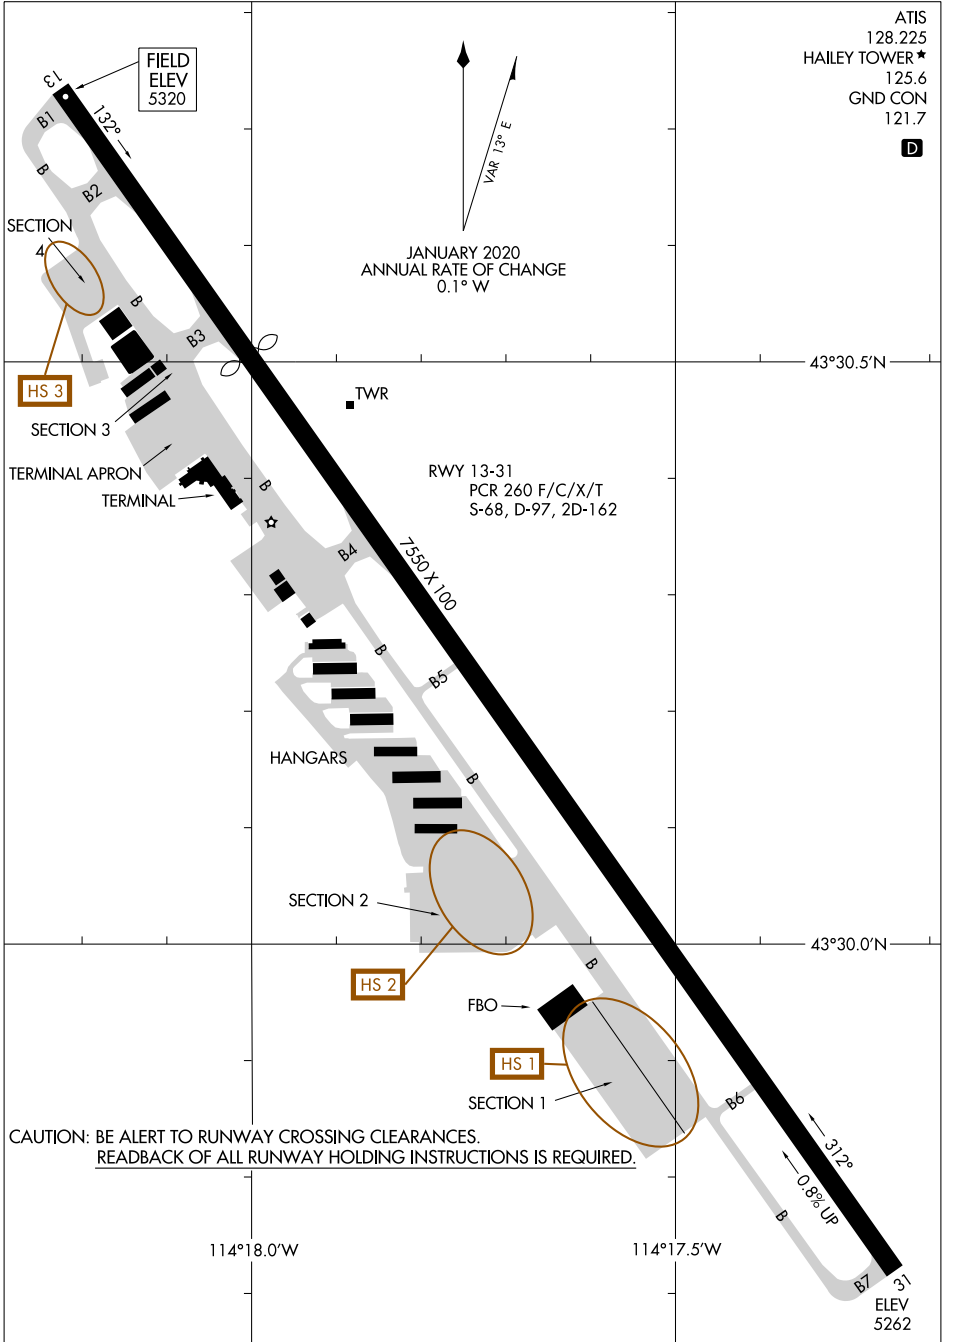 ATIS
128.225
HAILEY TOWER ★
125.6
GND CON
121.7
D
FIELD
ELEV
5320
13
132°
B1
B
B2
VAR 13° E
JANUARY 2020
ANNUAL RATE OF CHANGE
0.1° W
SECTION
4
B
B3
HS 3
43°30.5'N
TWR
SECTION 3
TERMINAL APRON
TERMINAL
RWY 13-31
PCR 260 F/C/X/T
S-68, D-97, 2D-162
B
B4
7550 X 100
B
B5
HANGARS
B
SECTION 2
43°30.0'N
HS 2
B
FBO
HS 1
SECTION 1
B6
CAUTION: BE ALERT TO RUNWAY CROSSING CLEARANCES.
READBACK OF ALL RUNWAY HOLDING INSTRUCTIONS IS REQUIRED.
312°
0.8% UP
B
114°18.0'W
114°17.5'W
B7
31
ELEV
5262